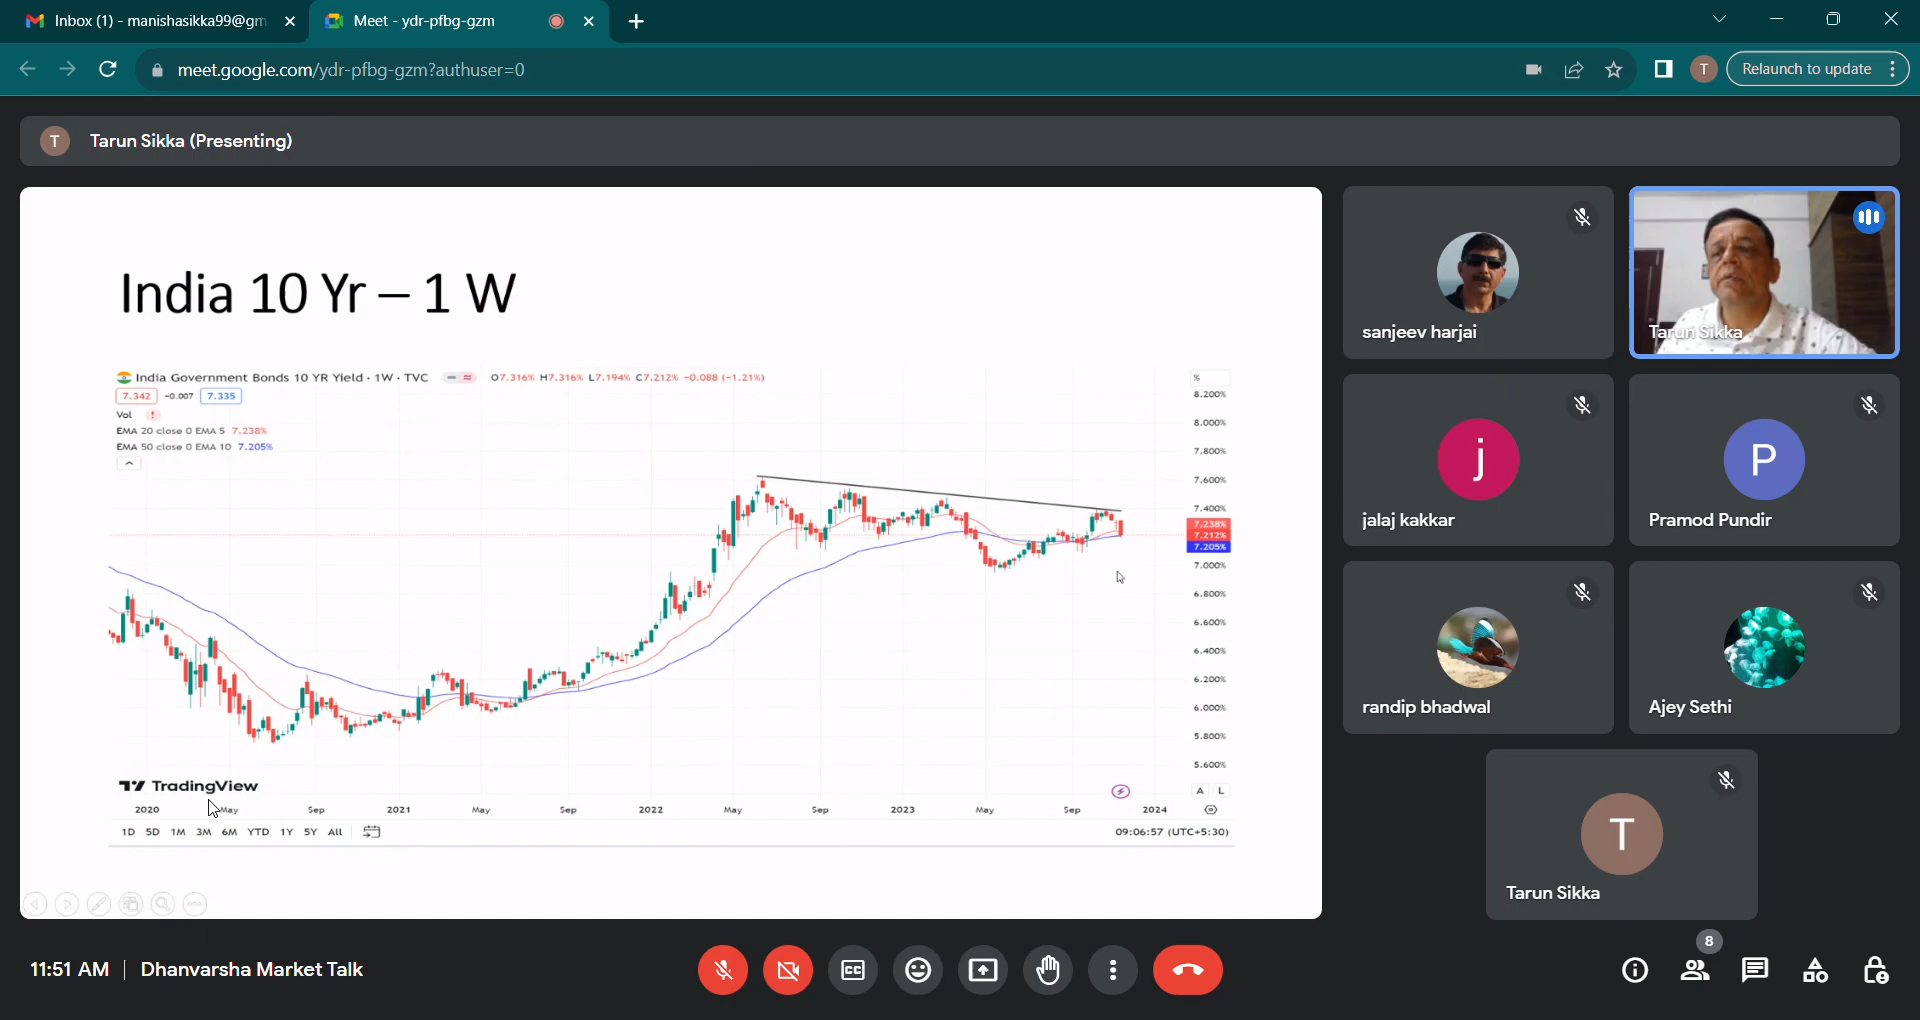 Inbox (1) - manishasikka99@gm
Meet - ydr-pfbg-gzm
meet.google.com/ydr-pfbg-gzm?authuser=0
T
Relaunch to update
T
Tarun Sikka (Presenting)
India 10 Yr – 1 W
India Government Bonds 10 YR Yield · 1W · TVC
O7.316% H7.316% L7.194% C7.212% -0.088 (-1.21%)
7.342 -0.007 7.335
Vol !
EMA 20 close 0 EMA 5 7.238%
EMA 50 close 0 EMA 10 7.205%
%
8.200%
8.000%
7.800%
7.600%
7.400%
7.238%
7.212%
7.205%
7.000%
6.800%
6.600%
6.400%
6.200%
6.000%
5.800%
5.600%
TradingView
A L
2020 May Sep 2021 May Sep 2022 May Sep 2023 May Sep 2024
1D 5D 1M 3M 6M YTD 1Y 5Y All
09:06:57 (UTC+5:30)
sanjeev harjai
Tarun Sikka
j
jalaj kakkar
P
Pramod Pundir
randip bhadwal
Ajey Sethi
T
Tarun Sikka
11:51 AM | Dhanvarsha Market Talk
CC
8